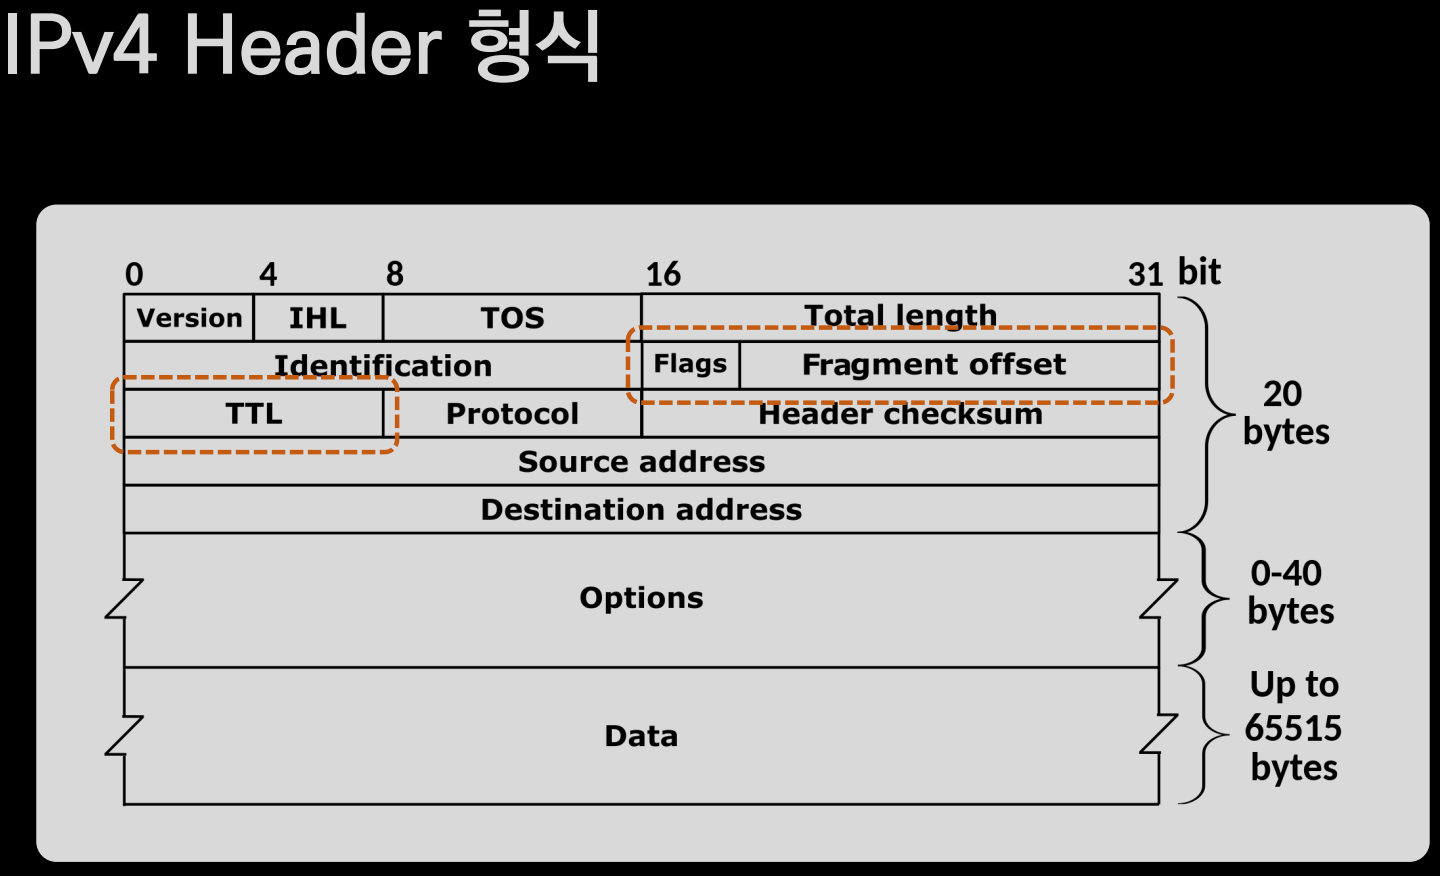 IPv4 Header 형식
0 4 8 16 31 bit
Version IHL TOS Total length
Identification Flags Fragment offset
TTL Protocol Header checksum
Source address
Destination address
20
bytes
Options
0-40
bytes
Data
Up to
65515
bytes